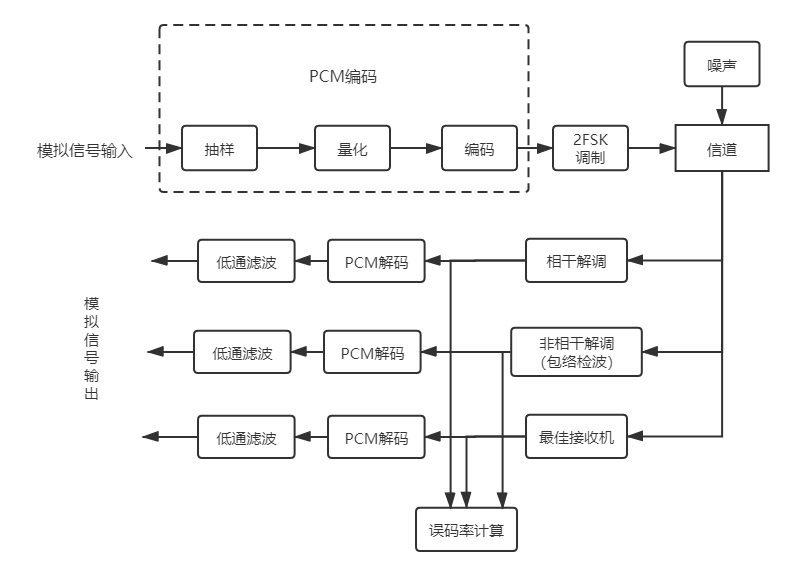 PCM编码
噪声
模拟信号输入
抽样
量化
编码
2FSK
调制
信道
低通滤波
PCM解码
相干解调
模
拟
信
号
输
出
低通滤波
PCM解码
非相干解调
(包络检波)
低通滤波
PCM解码
最佳接收机
误码率计算